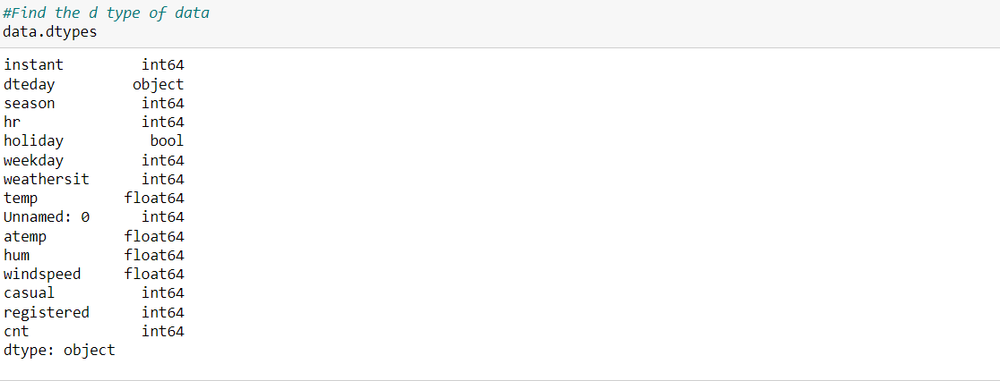 #Find the d type of data
data.dtypes
instant int64
dteday object
season int64
hr int64
holiday bool
weekday int64
weathersit int64
temp float64
Unnamed: 0 int64
atemp float64
hum float64
windspeed float64
casual int64
registered int64
cnt int64
dtype: object